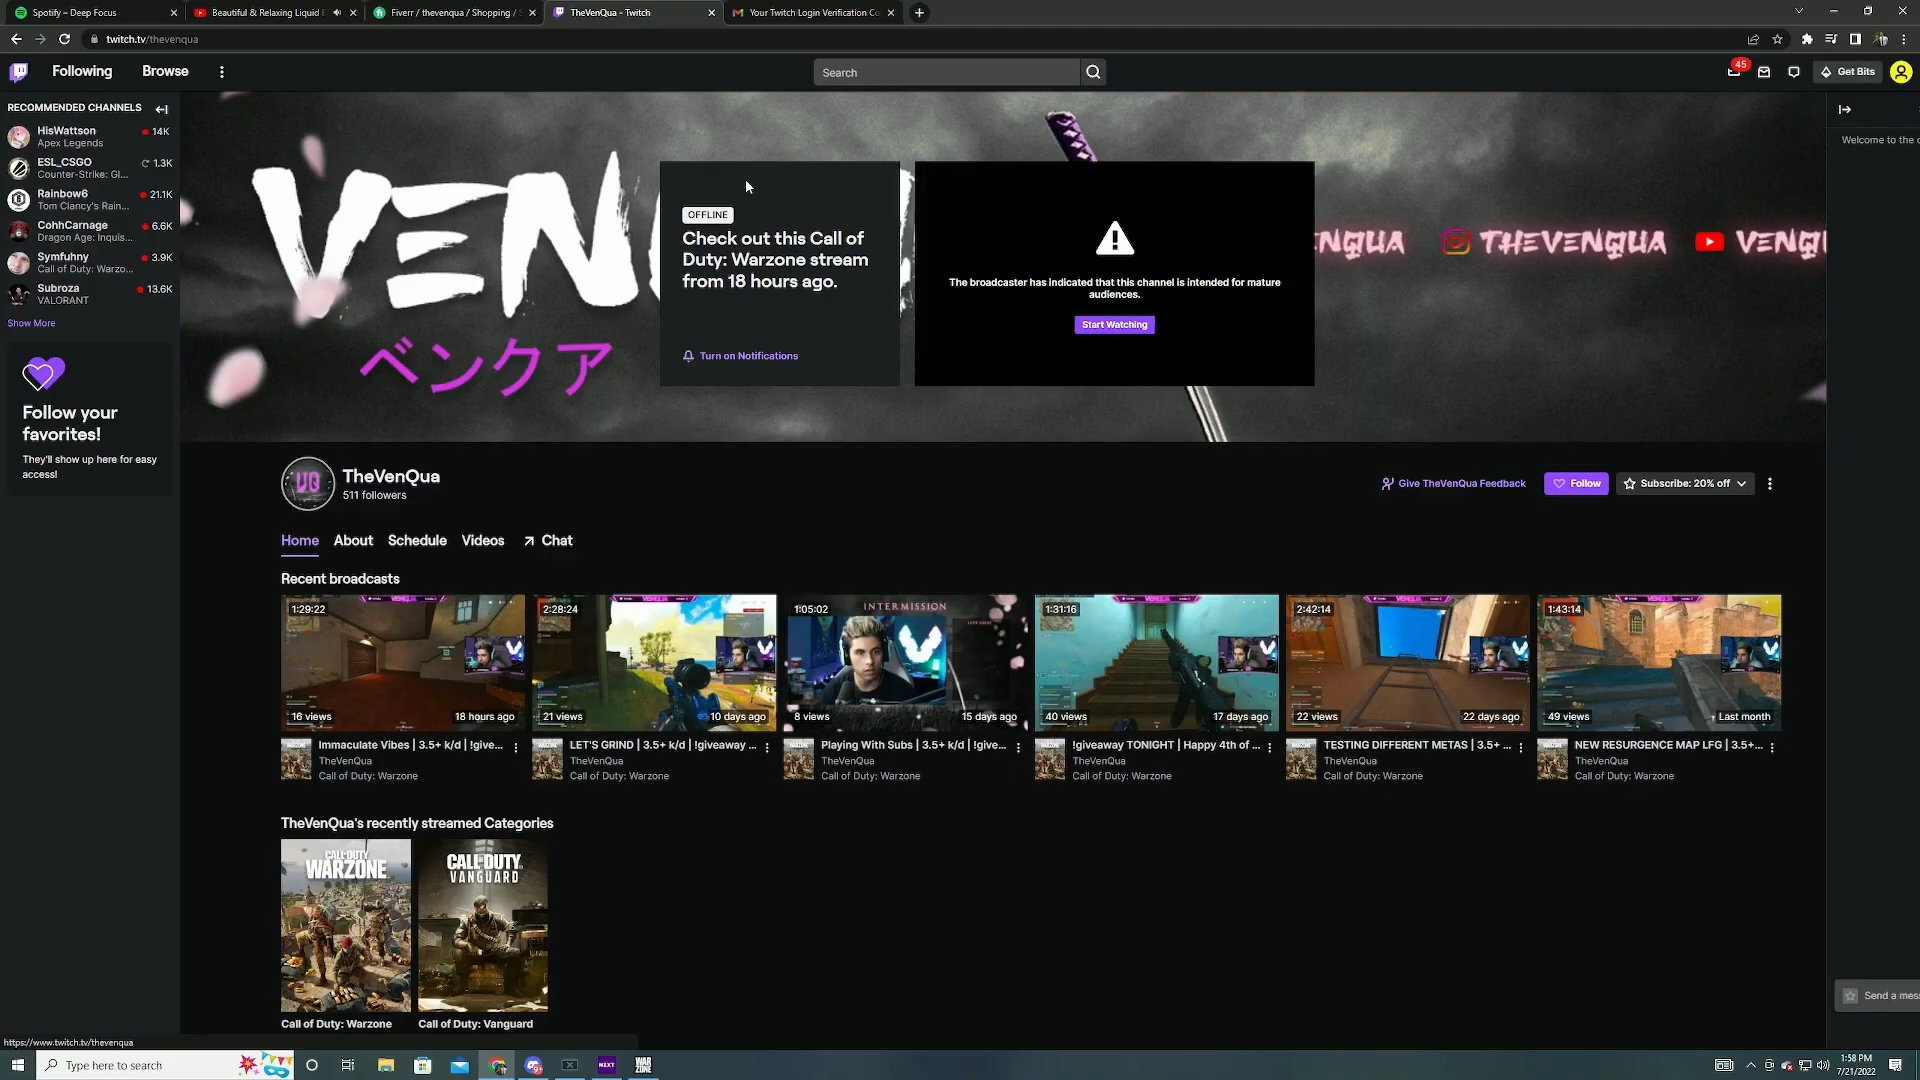 Spotify – Deep Focus
Beautiful & Relaxing Liquid
Fiverr / thevenqua / Shopping /
TheVenQua - Twitch
Your Twitch Login Verification Co
twitch.tv/thevenqua
Following
Browse
Search
45
Get Bits
RECOMMENDED CHANNELS
HisWattson
14K
Apex Legends
ESL_CSGO
1.3K
Counter-Strike: Gl...
Rainbow6
21.1K
Tom Clancy's Rain...
CohhCarnage
6.6K
Dragon Age: Inquis...
Symfuhny
3.9K
Call of Duty: Warzo...
Subroza
13.6K
VALORANT
Show More
Follow your
favorites!
They'll show up here for easy
access!
VEN
ベンクア
OFFLINE
Check out this Call of
Duty: Warzone stream
from 18 hours ago.
Turn on Notifications
The broadcaster has indicated that this channel is intended for mature
audiences.
Start Watching
NQUA
THEVENQUA
VENQU
Welcome to the c
TheVenQua
511 followers
Give TheVenQua Feedback
Follow
Subscribe: 20% off
Home
About
Schedule
Videos
Chat
Recent broadcasts
1:29:22
16 views
18 hours ago
Immaculate Vibes | 3.5+ k/d | !give...
TheVenQua
Call of Duty: Warzone
2:28:24
21 views
10 days ago
LET'S GRIND | 3.5+ k/d | !giveaway ...
TheVenQua
Call of Duty: Warzone
1:05:02
INTERMISSION
8 views
15 days ago
Playing With Subs | 3.5+ k/d | !give...
TheVenQua
Call of Duty: Warzone
1:31:16
40 views
17 days ago
!giveaway TONIGHT | Happy 4th of ...
TheVenQua
Call of Duty: Warzone
2:42:14
22 views
22 days ago
TESTING DIFFERENT METAS | 3.5+ ...
TheVenQua
Call of Duty: Warzone
1:43:14
49 views
Last month
NEW RESURGENCE MAP LFG | 3.5+...
TheVenQua
Call of Duty: Warzone
TheVenQua's recently streamed Categories
CALL OF DUTY
WARZONE
CALL OF DUTY
VANGUARD
Call of Duty: Warzone
Call of Duty: Vanguard
Send a mess
https://www.twitch.tv/thevenqua
Type here to search
NZXT
WAR
ZONE
1:58 PM
7/21/2022